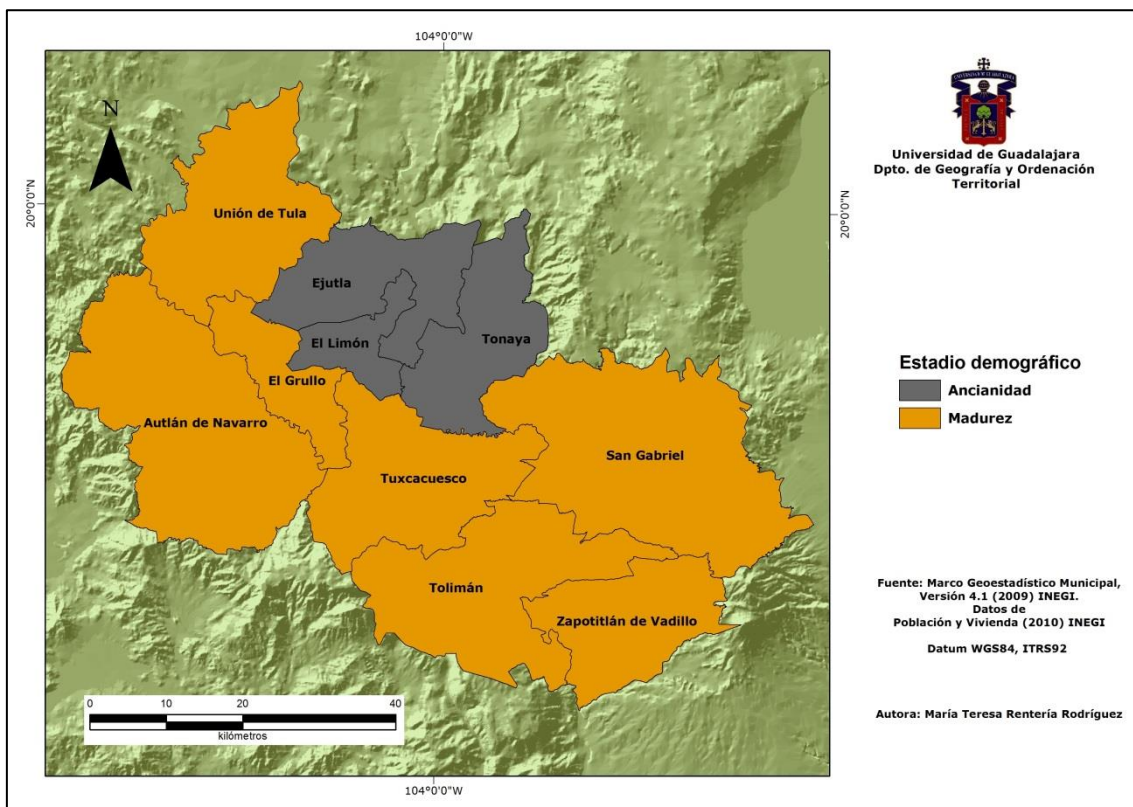 104°0'0"W
N
20°0'0"N
20°0'0"N
Unión de Tula
Ejutla
El Limón
Tonaya
El Grullo
Autlán de Navarro
San Gabriel
Tuxcacuesco
Tolimán
Zapotitlán de Vadillo
0 10 20 40
kilómetros
104°0'0"W
Universidad de Guadalajara
Dpto. de Geografía y Ordenación
Territorial
Estadio demográfico
Ancianidad
Madurez
Fuente: Marco Geoestadístico Municipal,
Versión 4.1 (2009) INEGI.
Datos de
Población y Vivienda (2010) INEGI
Datum WGS84, ITRS92
Autora: María Teresa Rentería Rodríguez